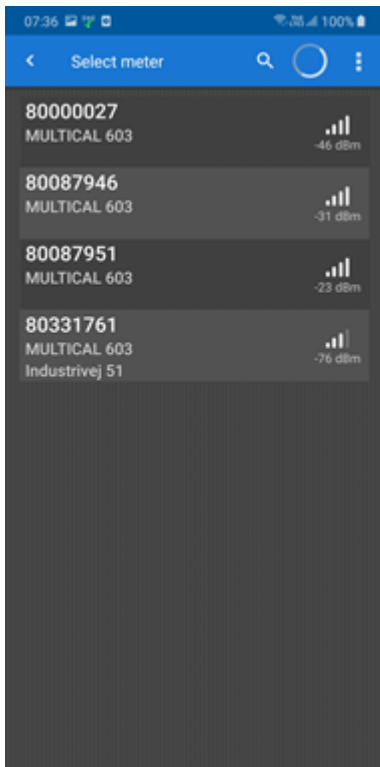 07:36 100%
Select meter
80000027
MULTICAL 603
-46 dBm
80087946
MULTICAL 603
-31 dBm
80087951
MULTICAL 603
-23 dBm
80331761
MULTICAL 603
-76 dBm
Industrivej 51